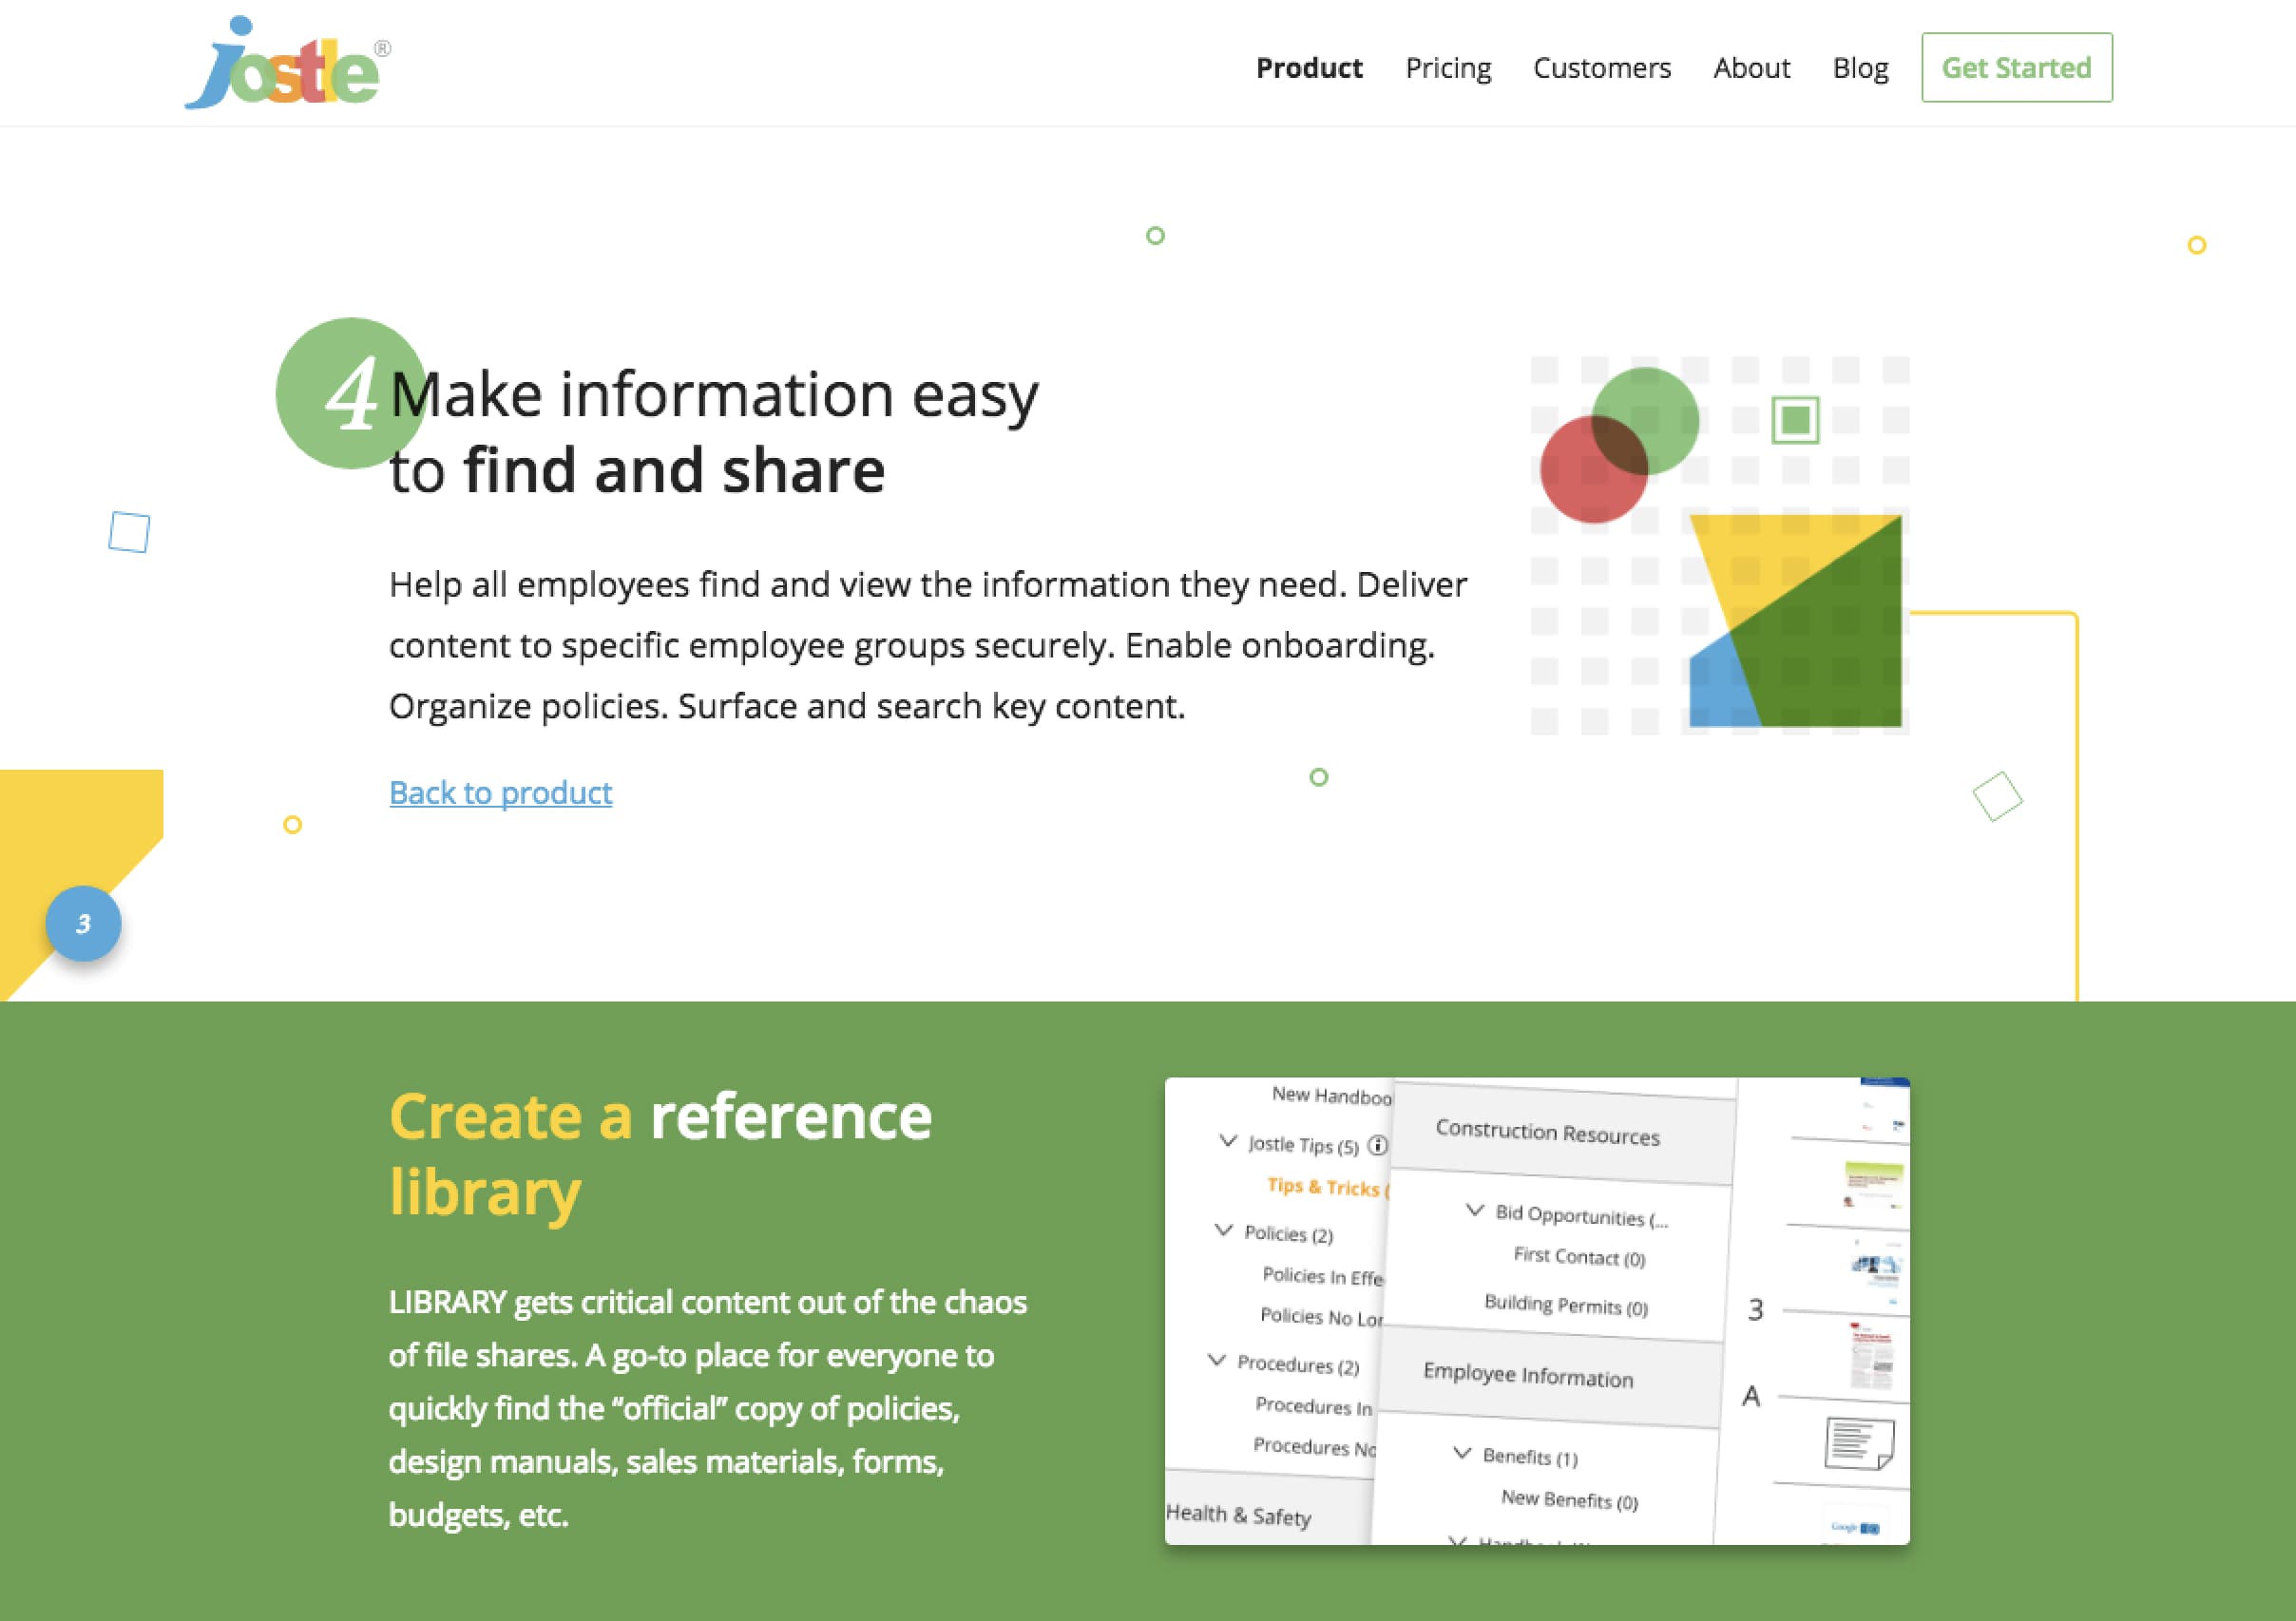 jostle®
Product Pricing Customers About Blog Get Started
4
Make information easy
to find and share
Help all employees find and view the information they need. Deliver
content to specific employee groups securely. Enable onboarding.
Organize policies. Surface and search key content.
Back to product
3
Create a reference
library
LIBRARY gets critical content out of the chaos
of file shares. A go-to place for everyone to
quickly find the “official” copy of policies,
design manuals, sales materials, forms,
budgets, etc.
New Handboo
Jostle Tips (5)
Tips & Tricks (
Policies (2)
Policies In Effe
Policies No Lor
Procedures (2)
Procedures In
Procedures No
Health & Safety
Construction Resources
Bid Opportunities (...
First Contact (0)
Building Permits (0)
Employee Information
Benefits (1)
New Benefits (0)
3
A
Google